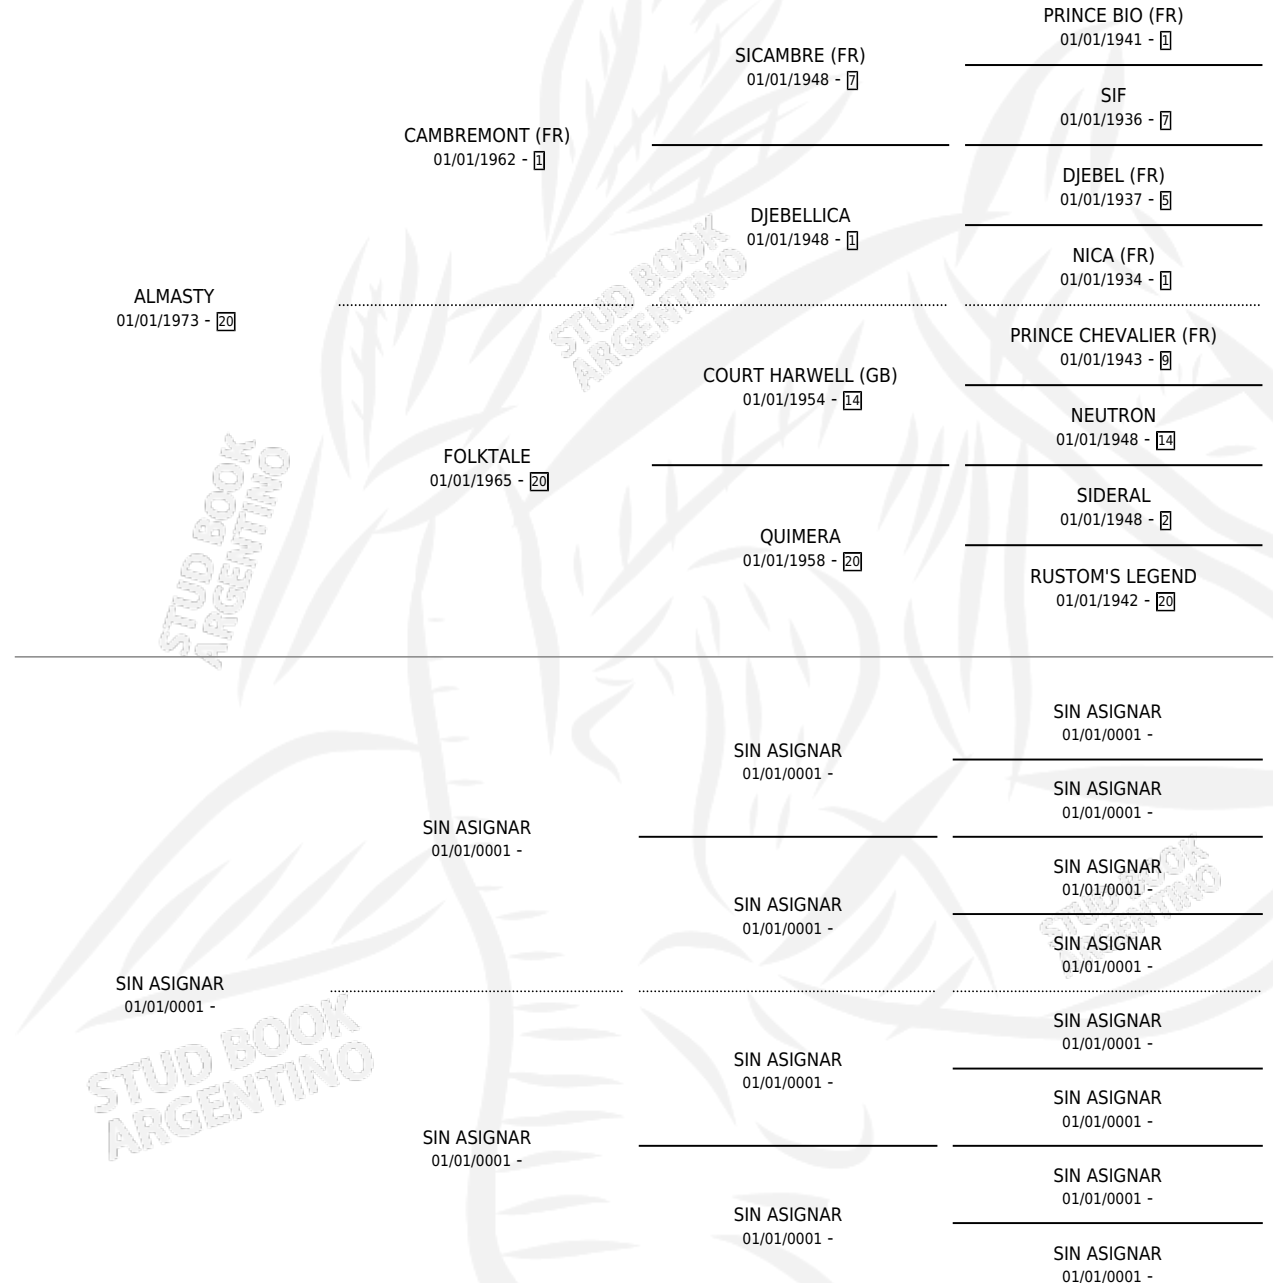 PRINCE BIO (FR)
01/01/1941 - 1
SICAMBRE (FR)
01/01/1948 - 7
SIF
01/01/1936 - 7
CAMBREMONT (FR)
01/01/1962 - 1
DJEBEL (FR)
01/01/1937 - 5
DJEBELLICA
01/01/1948 - 1
NICA (FR)
01/01/1934 - 1
ALMASTY
01/01/1973 - 20
PRINCE CHEVALIER (FR)
01/01/1943 - 9
COURT HARWELL (GB)
01/01/1954 - 14
NEUTRON
01/01/1948 - 14
FOLKTALE
01/01/1965 - 20
SIDERAL
01/01/1948 - 2
QUIMERA
01/01/1958 - 20
RUSTOM'S LEGEND
01/01/1942 - 20
STUD BOOK
ARGENTINO
STUD BOOK
ARGENTINO
SIN ASIGNAR
01/01/0001 -
SIN ASIGNAR
01/01/0001 -
SIN ASIGNAR
01/01/0001 -
SIN ASIGNAR
01/01/0001 -
SIN ASIGNAR
01/01/0001 -
SIN ASIGNAR
01/01/0001 -
SIN ASIGNAR
01/01/0001 -
SIN ASIGNAR
01/01/0001 -
SIN ASIGNAR
01/01/0001 -
SIN ASIGNAR
01/01/0001 -
SIN ASIGNAR
01/01/0001 -
SIN ASIGNAR
01/01/0001 -
SIN ASIGNAR
01/01/0001 -
SIN ASIGNAR
01/01/0001 -
SIN ASIGNAR
01/01/0001 -
STUD BOOK
ARGENTINO
STUD BOOK
ARGENTINO